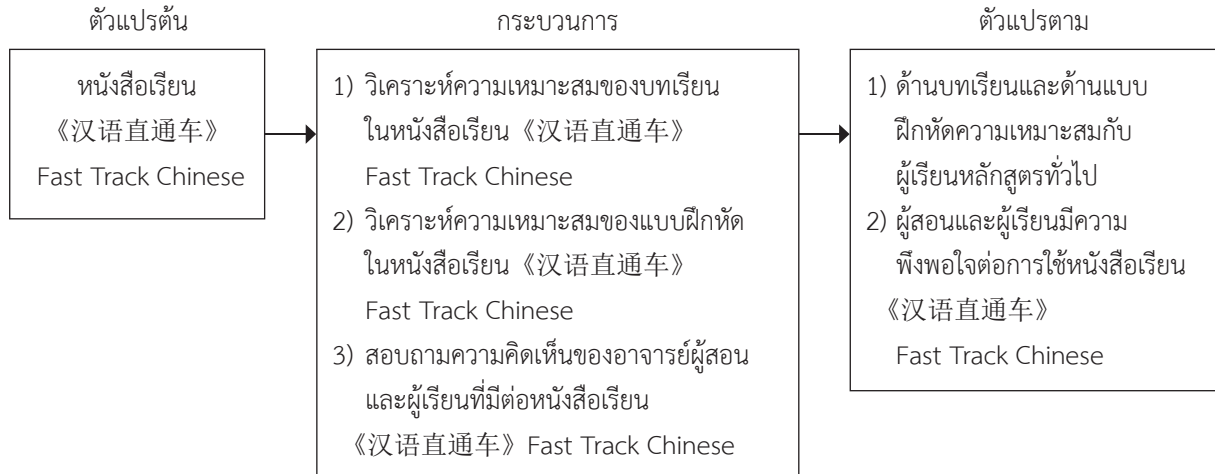 ตัวแปรต้น
หนังสือเรียน
《汉语直通车》
Fast Track Chinese
กระบวนการ
1) วิเคราะห์ความเหมาะสมของบทเรียน
ในหนังสือเรียน《汉语直通车》
Fast Track Chinese
2) วิเคราะห์ความเหมาะสมของแบบฝึกหัด
ในหนังสือเรียน《汉语直通车》
Fast Track Chinese
3) สอบถามความคิดเห็นของอาจารย์ผู้สอน
และผู้เรียนที่มีต่อหนังสือเรียน
《汉语直通车》Fast Track Chinese
ตัวแปรตาม
1) ด้านบทเรียนและด้านแบบ
ฝึกหัดความเหมาะสมกับ
ผู้เรียนหลักสูตรทั่วไป
2) ผู้สอนและผู้เรียนมีความ
พึงพอใจต่อการใช้หนังสือเรียน
《汉语直通车》
Fast Track Chinese